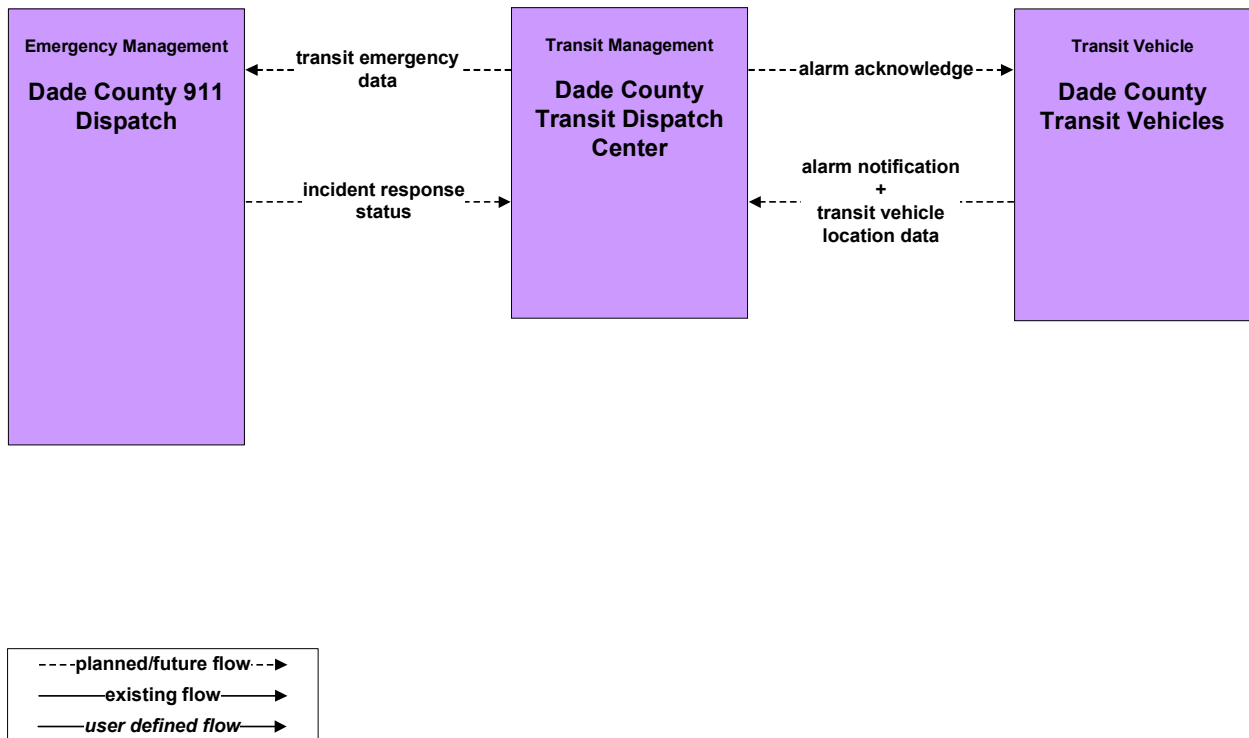 Emergency Management
Dade County 911
Dispatch
transit emergency
data
incident response
status
Transit Management
Dade County
Transit Dispatch
Center
alarm acknowledge
alarm notification
+
transit vehicle
location data
Transit Vehicle
Dade County
Transit Vehicles
planned/future flow
existing flow
user defined flow